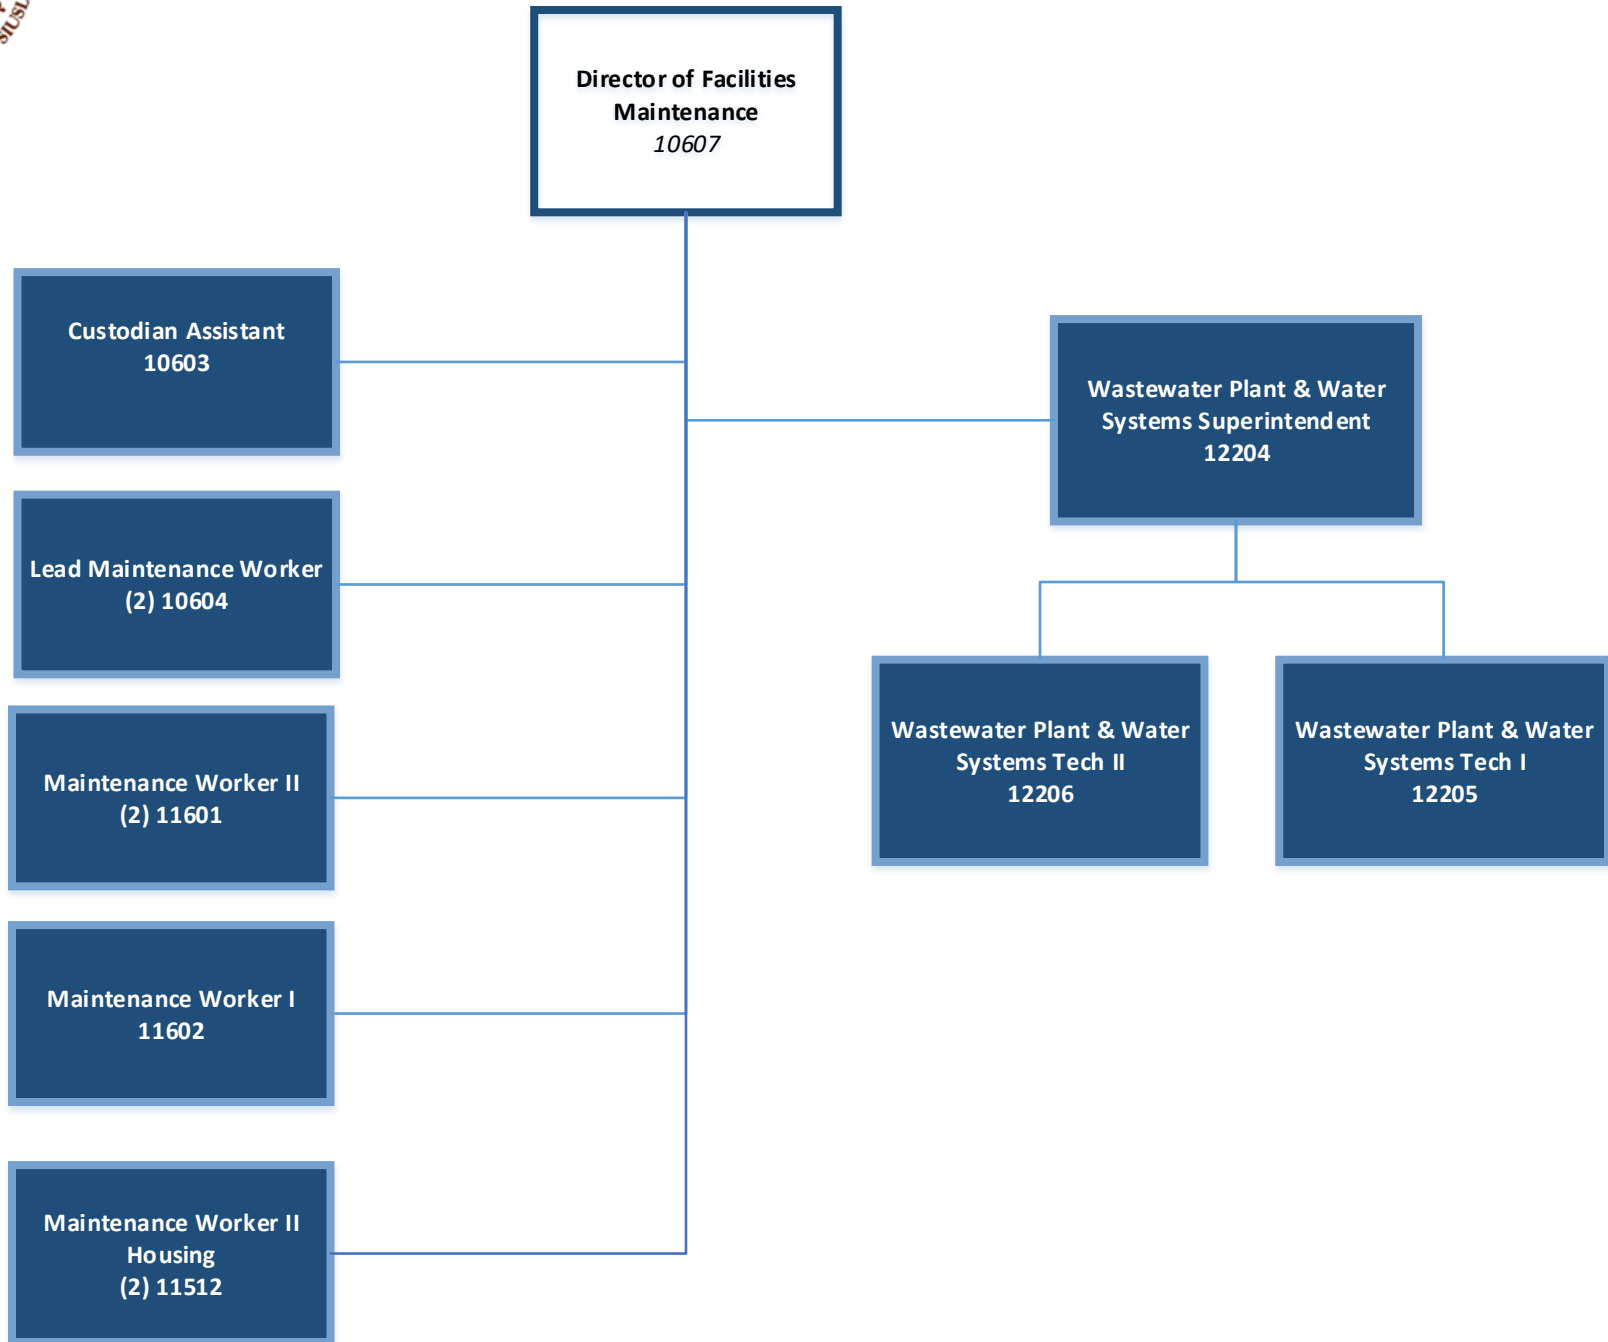 Director of Facilities
Maintenance
10607
Custodian Assistant
10603
Wastewater Plant & Water
Systems Superintendent
12204
Lead Maintenance Worker
(2) 10604
Wastewater Plant & Water
Systems Tech II
12206
Wastewater Plant & Water
Systems Tech I
12205
Maintenance Worker II
(2) 11601
Maintenance Worker I
11602
Maintenance Worker II
Housing
(2) 11512